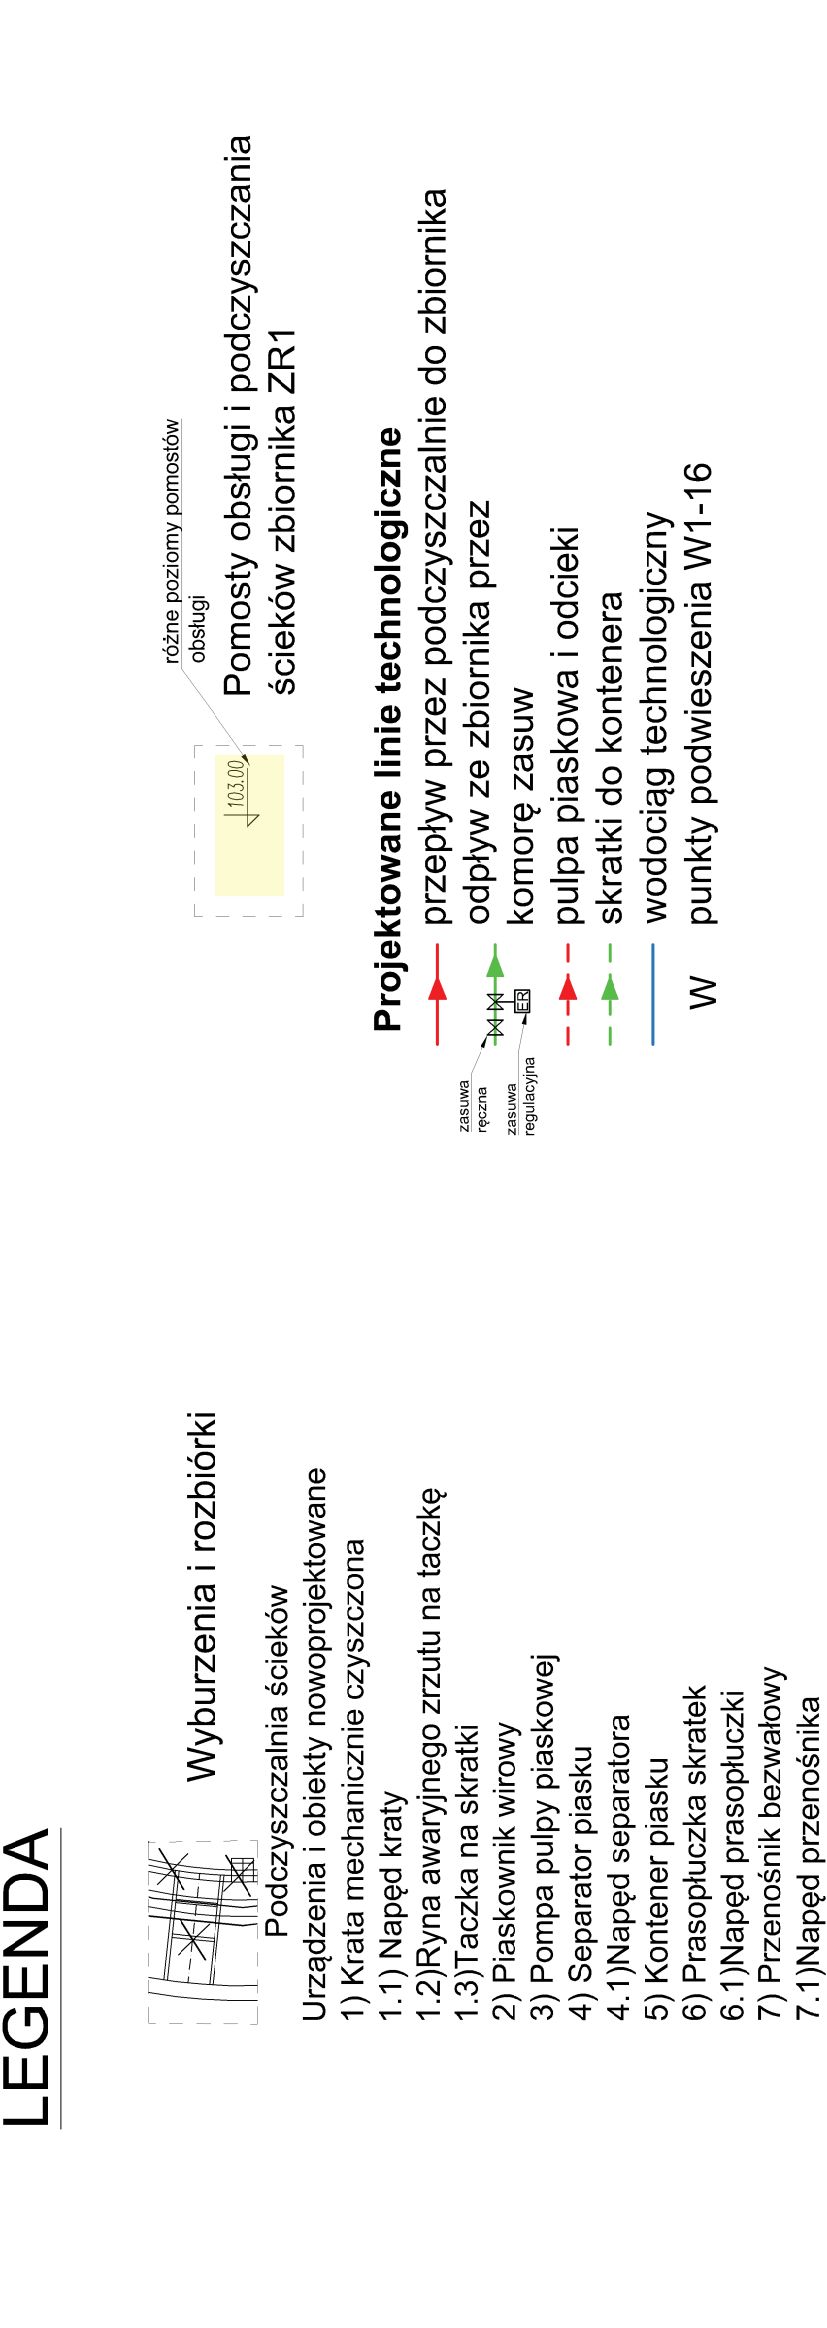 LEGENDA
Wyburzenia i rozbiórki
Podczyszczalnia ścieków
Urządzenia i obiekty nowoprojektowane
1) Krata mechanicznie czyszczona
1.1) Napęd kraty
1.2)Ryna awaryjnego zrzutu na taczkę
1.3)Taczka na skratki
2) Piaskownik wirowy
3) Pompa pulpy piaskowej
4) Separator piasku
4.1)Napęd separatora
5) Kontener piasku
6) Prasopłuczka skratek
6.1)Napęd prasopłuczki
7) Przenośnik bezwałowy
7.1)Napęd przenośnika
różne poziomy pomostów
obsługi
103.00
Pomosty obsługi i podczyszczania
ścieków zbiornika ZR1
Projektowane linie technologiczne
przepływ przez podczyszczalnie do zbiornika
odpływ ze zbiornika przez
komorę zasuw
zasuwa
ręczna
zasuwa
regulacyjna
ER
pulpa piaskowa i odcieki
skratki do kontenera
wodociąg technologiczny
W punkty podwieszenia W1-16